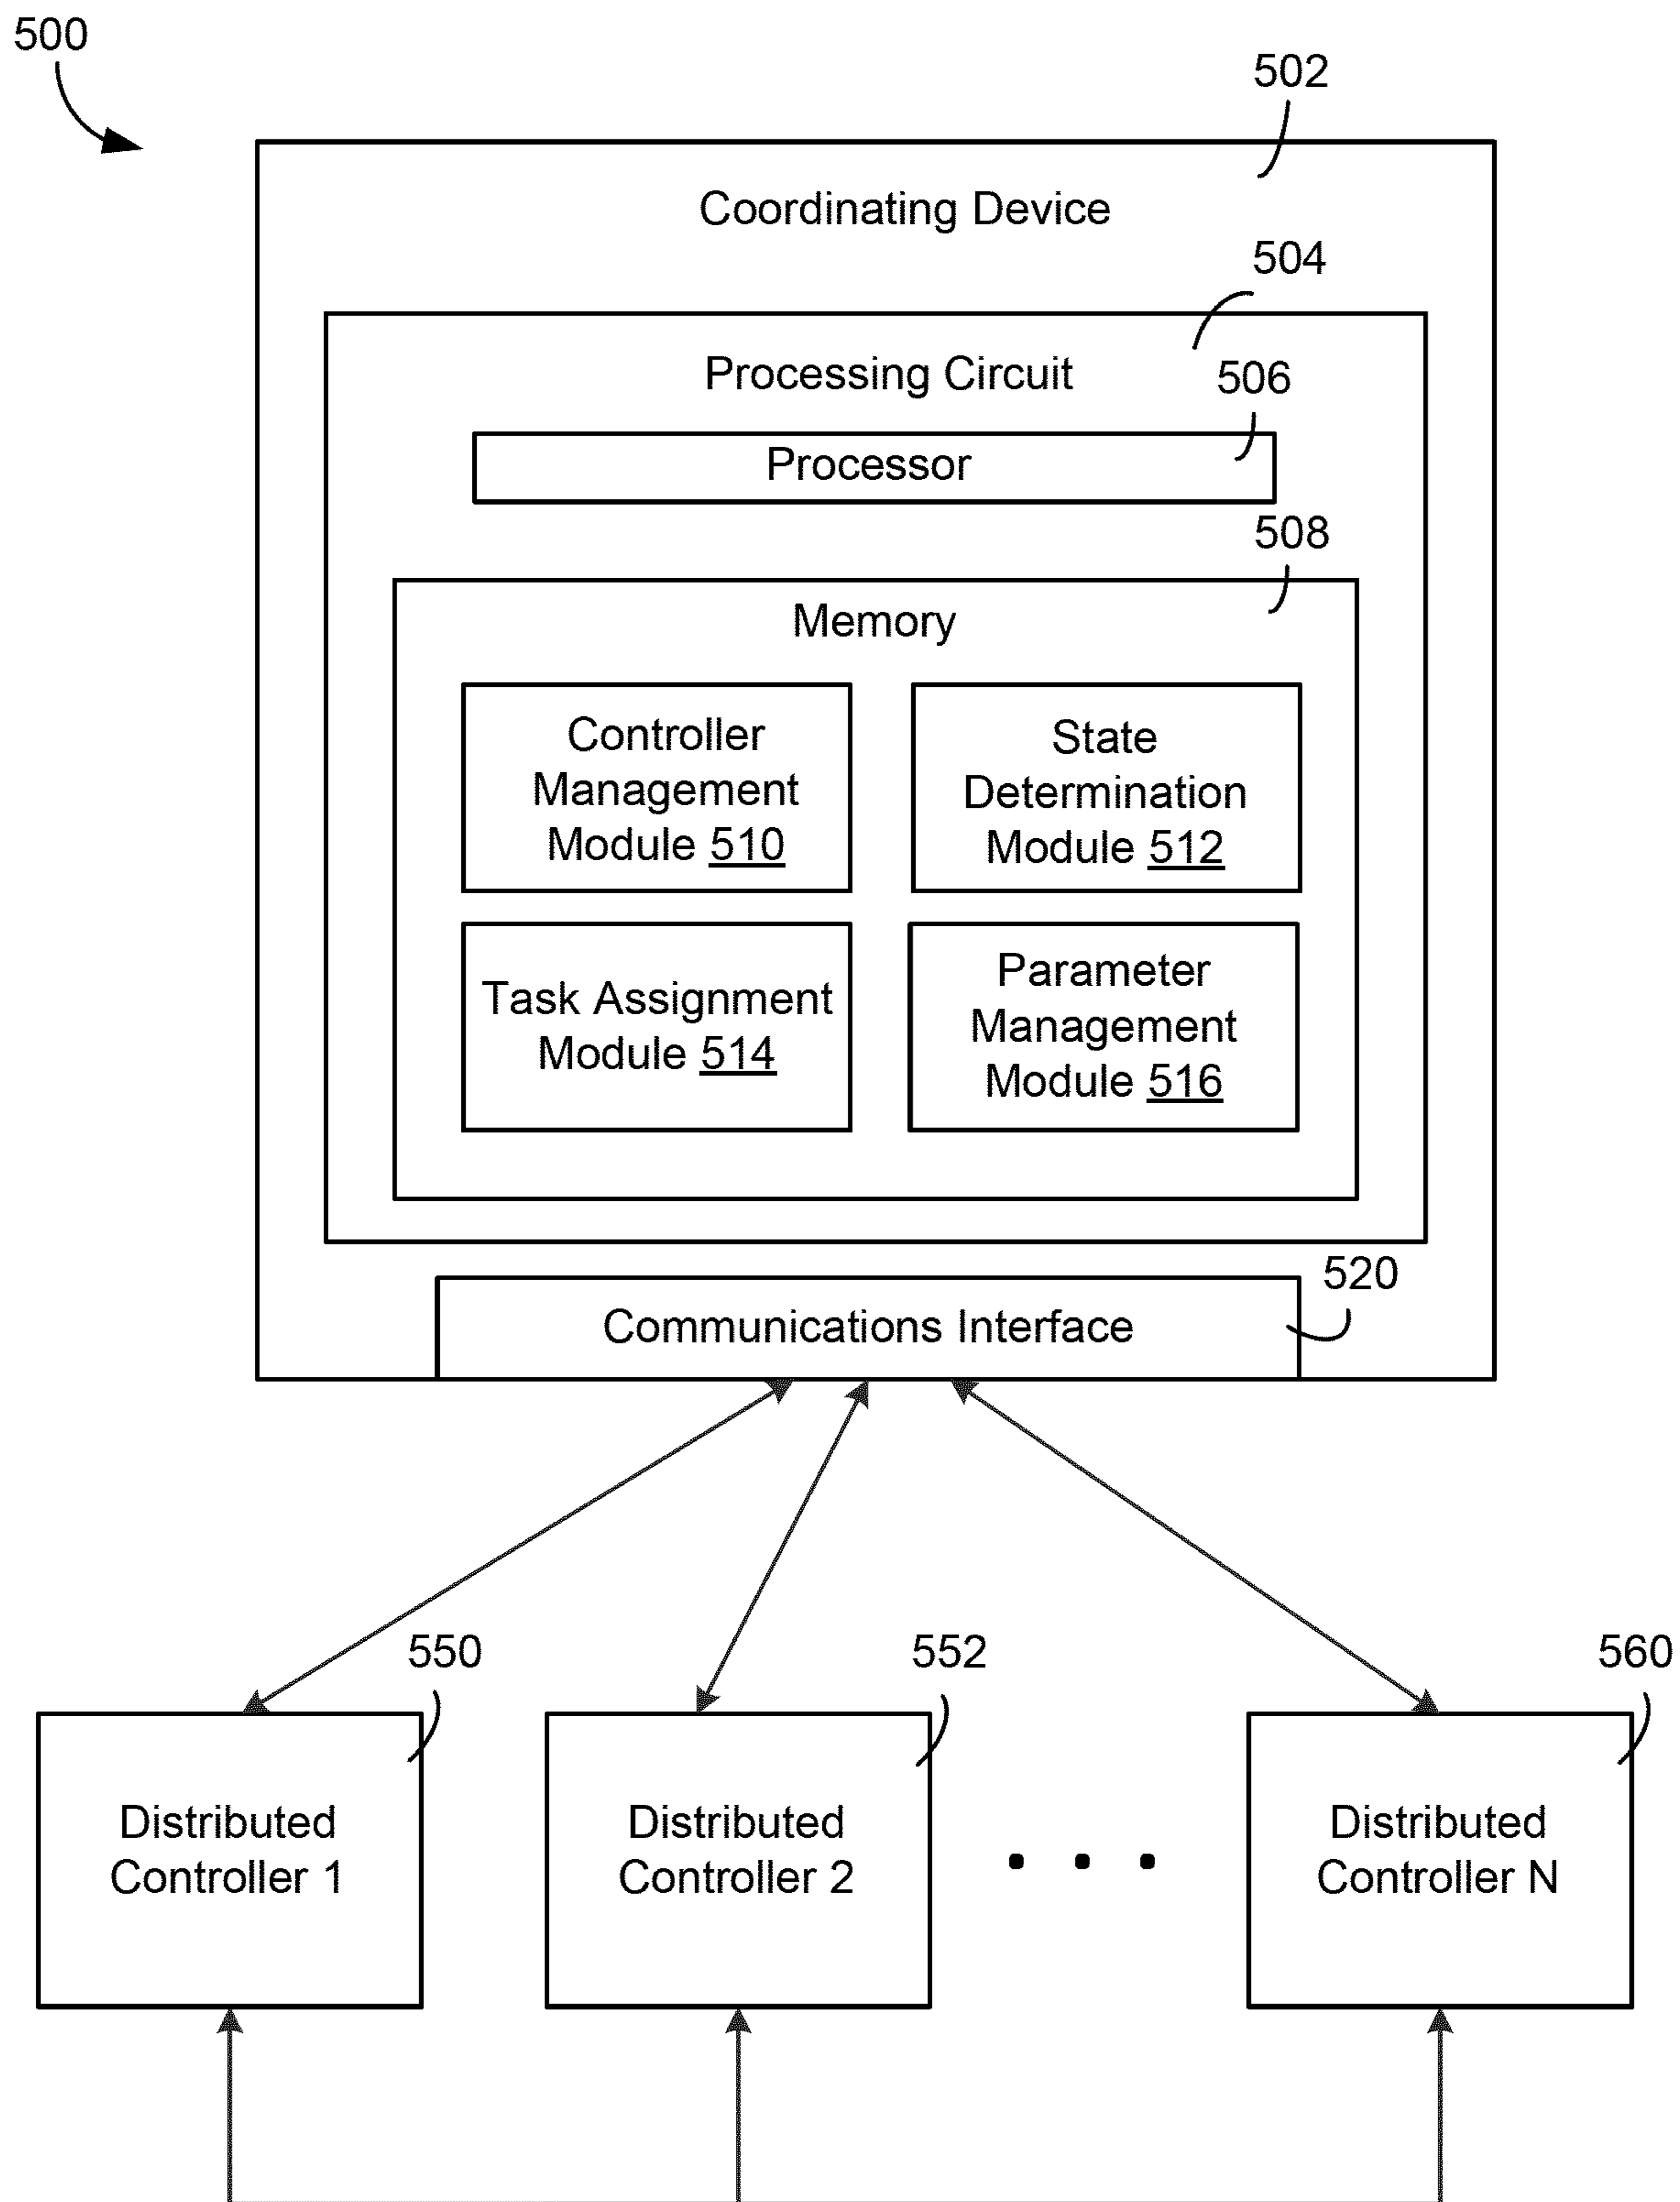 500
502
Coordinating Device
504
Processing Circuit
506
Processor
508
Memory
Controller
Management
Module 510
State
Determination
Module 512
Task Assignment
Module 514
Parameter
Management
Module 516
520
Communications Interface
550
552
560
Distributed
Controller 1
Distributed
Controller 2
Distributed
Controller N